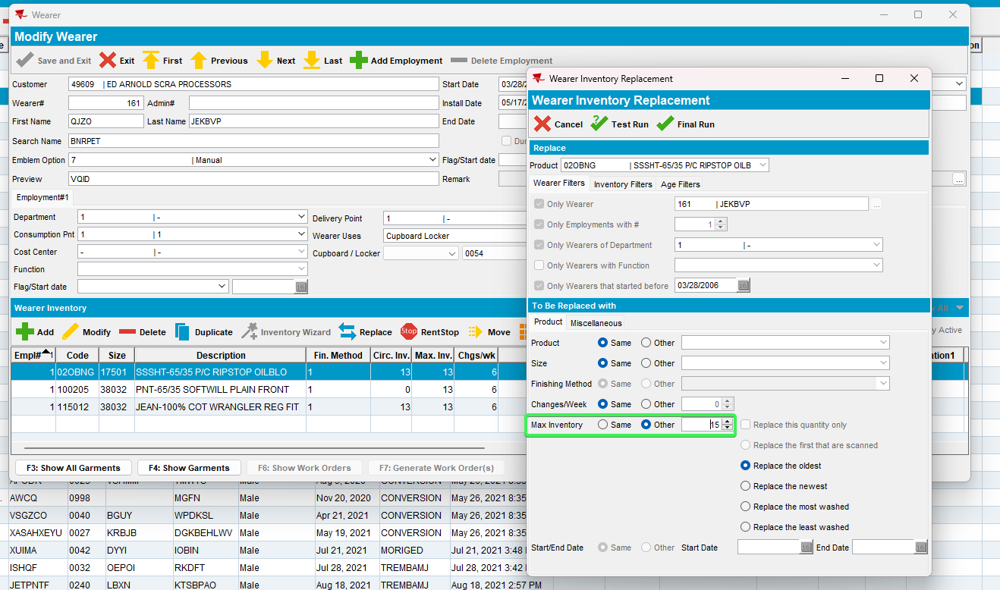 Wearer
Modify Wearer
Save and Exit Exit First Previous Next Last Add Employment Delete Employment
Customer 49609 | ED ARNOLD SCRA PROCESSORS Start Date 03/28/2
Wearer# 161 Admin# Install Date 05/17/2
First Name QJZO Last Name JEKBVP End Date
Search Name BNRPET Dur
Emblem Option 7 | Manual Flag/Start date
Preview VQID Remark ...
Employment#1
Department 1 | - Delivery Point 1 | -
Consumption Pnt 1 | 1 Wearer Uses Cupboard Locker
Cost Center - | - Cupboard / Locker 0054
Function
Flag/Start date 16
Wearer Inventory
Add Modify Delete Duplicate Inventory Wizard Replace STOP RentStop Move
Empl# 1 Code Size Description Fin. Method Circ. Inv. Max. Inv. Chgs/wk
1 02OBNG 17501 SSSHT-65/35 P/C RIPSTOP OILBLO 1 13 13 6
1 100205 38032 PNT-65/35 SOFTWILL PLAIN FRONT 1 0 13 6
1 115012 38032 JEAN-100% COT WRANGLER REG FIT 1 13 13 6
F3: Show All Garments F4: Show Garments F6: Show Work Orders F7: Generate Work Order(s)
AWCQ 0998 MGFN Male Nov 20, 2020 CONVERSION May 26, 2021 8:35
VSGZCO 0040 BGUY WPDKSL Male Apr 21, 2021 CONVERSION May 26, 2021 8:35
XASAHXEYU 0027 KRBJB DGKBEHLWV Male May 19, 2021 CONVERSION May 26, 2021 8:35
XUIMA 0042 DYYI IOBIN Male Jul 21, 2021 MORIGED Jul 21, 2021 3:48
ISHQF 0032 OEPOI RKDFT Male Jul 28, 2021 TREMBAMJ Jul 28, 2021 3:42
JETPNTF 0240 LBXN KTSBPAO Male Aug 18, 2021 TREMBAMJ Aug 18, 2021 2:57 PM
Wearer Inventory Replacement
Wearer Inventory Replacement
Cancel Test Run Final Run
Replace
Product 02OBNG | SSSHT-65/35 P/C RIPSTOP OILB
Wearer Filters Inventory Filters Age Filters
Only Wearer 161 | JEKBVP ...
Only Employments with # 1
Only Wearers of Department 1 | -
Only Wearers with Function
Only Wearers that started before 03/28/2006 16
To Be Replaced with
Product Miscellaneous
Product Same Other
Size Same Other
Finishing Method Same Other
Changes/Week Same Other 0
Max Inventory Same Other 15 Replace this quantity only
Replace the first that are scanned
Replace the oldest
Replace the newest
Replace the most washed
Replace the least washed
Start/End Date Same Other Start Date 16 End Date 16
All
y Active
ation1
on